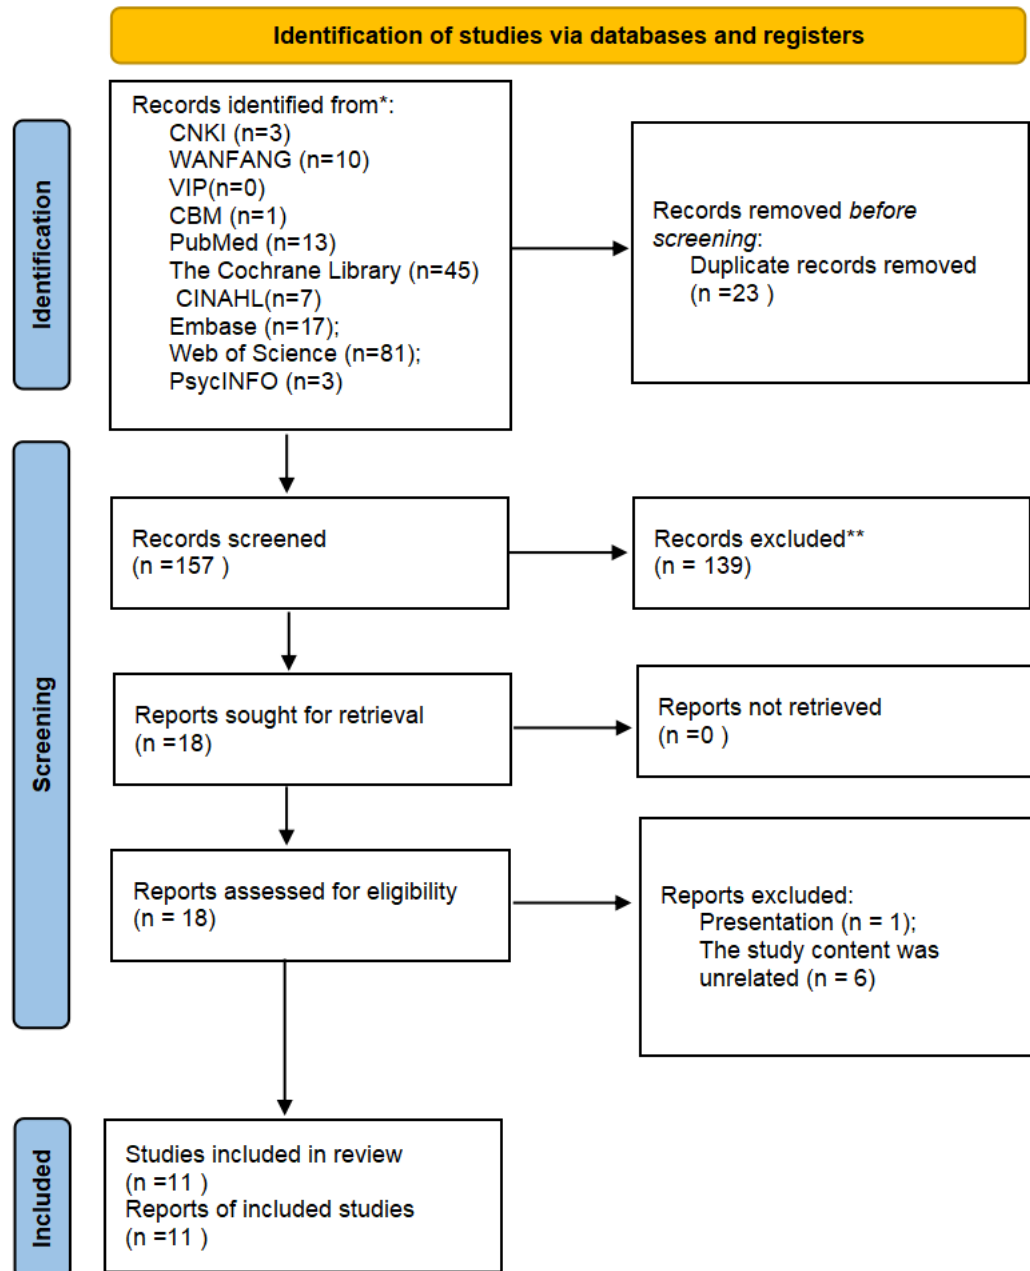 Identification of studies via databases and registers
Identification
Records identified from*:
CNKI (n=3)
WANFANG (n=10)
VIP(n=0)
CBM (n=1)
PubMed (n=13)
The Cochrane Library (n=45)
CINAHL(n=7)
Embase (n=17);
Web of Science (n=81);
PsycINFO (n=3)
Records removed before
screening:
Duplicate records removed
(n =23 )
Screening
Records screened
(n =157 )
Records excluded**
(n = 139)
Reports sought for retrieval
(n =18)
Reports not retrieved
(n =0 )
Reports assessed for eligibility
(n = 18)
Reports excluded:
Presentation (n = 1);
The study content was
unrelated (n = 6)
Included
Studies included in review
(n =11 )
Reports of included studies
(n =11 )